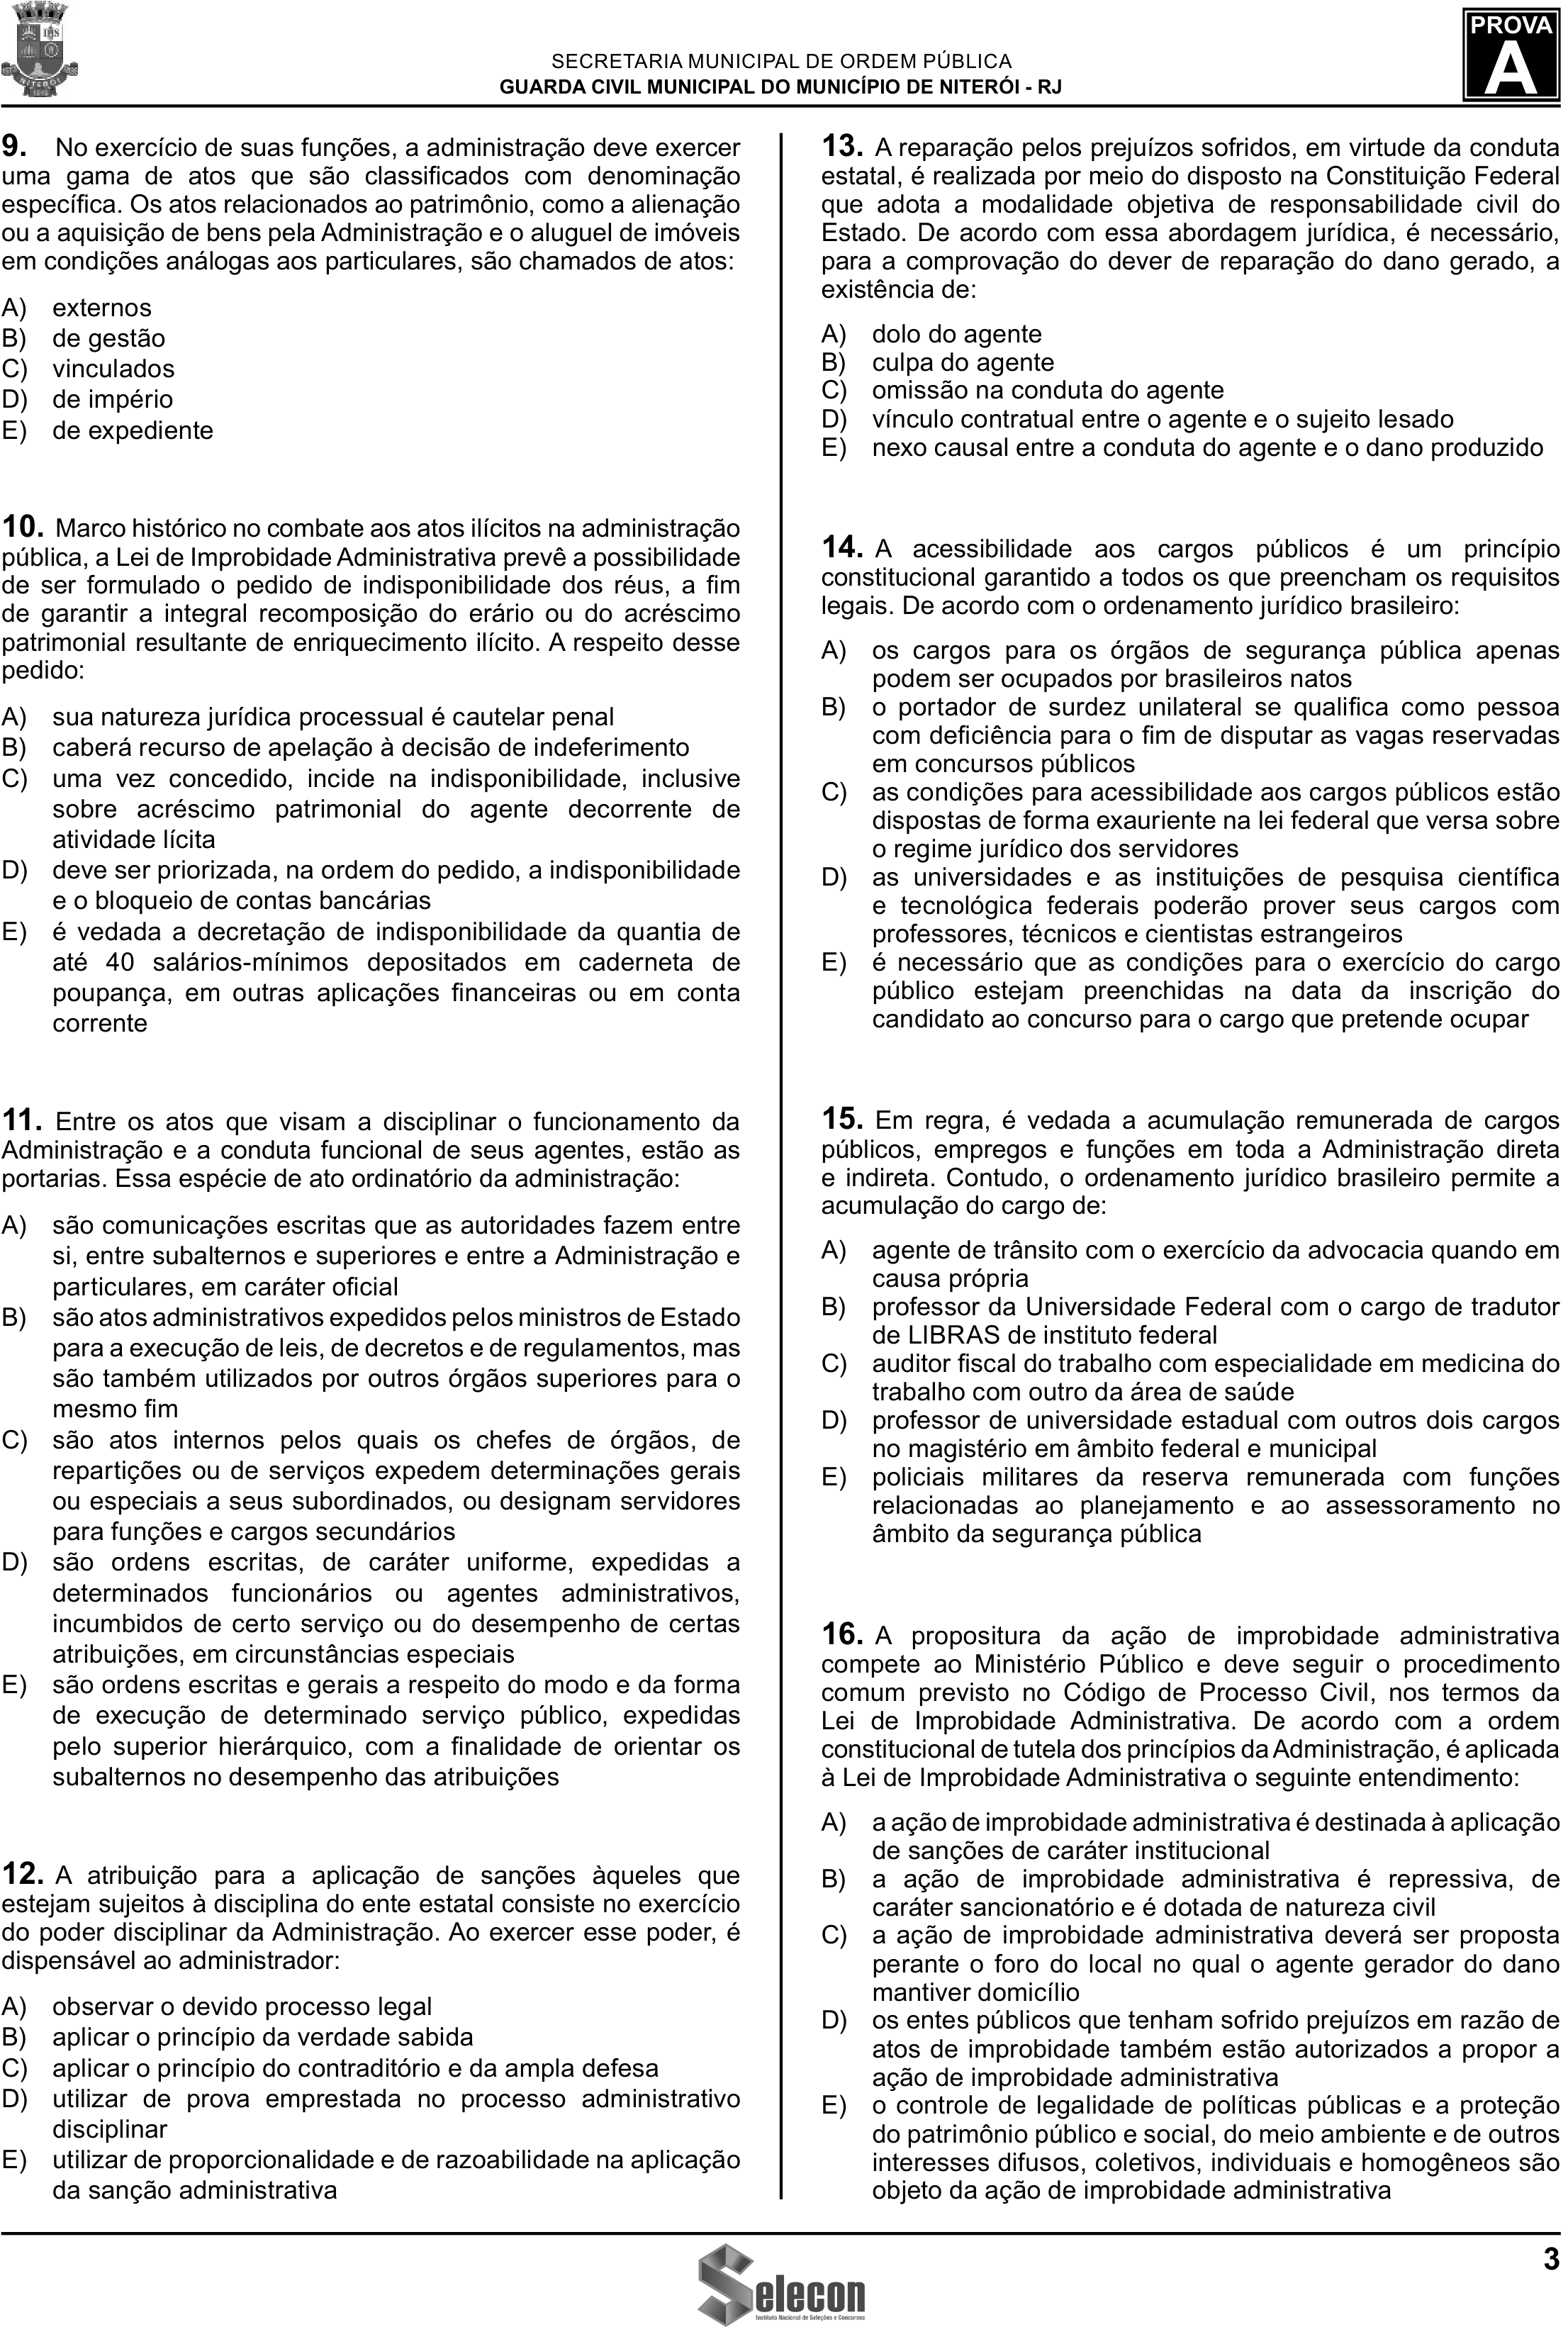 SECRETARIA MUNICIPAL DE ORDEM PÚBLICA
GUARDA CIVIL MUNICIPAL DO MUNICÍPIO DE NITERÓI - RJ
PROVA
A
9. No exercício de suas funções, a administração deve exercer
uma gama de atos que são classificados com denominação
específica. Os atos relacionados ao patrimônio, como a alienação
ou a aquisição de bens pela Administração e o aluguel de imóveis
em condições análogas aos particulares, são chamados de atos:
A) externos
B) de gestão
C) vinculados
D) de império
E) de expediente
10. Marco histórico no combate aos atos ilícitos na administração
pública, a Lei de Improbidade Administrativa prevê a possibilidade
de ser formulado o pedido de indisponibilidade dos réus, a fim
de garantir a integral recomposição do erário ou do acréscimo
patrimonial resultante de enriquecimento ilícito. A respeito desse
pedido:
A) sua natureza jurídica processual é cautelar penal
B) caberá recurso de apelação à decisão de indeferimento
C) uma vez concedido, incide na indisponibilidade, inclusive
sobre acréscimo patrimonial do agente decorrente de
atividade lícita
D) deve ser priorizada, na ordem do pedido, a indisponibilidade
e o bloqueio de contas bancárias
E) é vedada a decretação de indisponibilidade da quantia de
até 40 salários-mínimos depositados em caderneta de
poupança, em outras aplicações financeiras ou em conta
corrente
11. Entre os atos que visam a disciplinar o funcionamento da
Administração e a conduta funcional de seus agentes, estão as
portarias. Essa espécie de ato ordinatório da administração:
A) são comunicações escritas que as autoridades fazem entre
si, entre subalternos e superiores e entre a Administração e
particulares, em caráter oficial
B) são atos administrativos expedidos pelos ministros de Estado
para a execução de leis, de decretos e de regulamentos, mas
são também utilizados por outros órgãos superiores para o
mesmo fim
C) são atos internos pelos quais os chefes de órgãos, de
repartições ou de serviços expedem determinações gerais
ou especiais a seus subordinados, ou designam servidores
para funções e cargos secundários
D) são ordens escritas, de caráter uniforme, expedidas a
determinados funcionários ou agentes administrativos,
incumbidos de certo serviço ou do desempenho de certas
atribuições, em circunstâncias especiais
E) são ordens escritas e gerais a respeito do modo e da forma
de execução de determinado serviço público, expedidas
pelo superior hierárquico, com a finalidade de orientar os
subalternos no desempenho das atribuições
12. A atribuição para a aplicação de sanções àqueles que
estejam sujeitos à disciplina do ente estatal consiste no exercício
do poder disciplinar da Administração. Ao exercer esse poder, é
dispensável ao administrador:
A) observar o devido processo legal
B) aplicar o princípio da verdade sabida
C) aplicar o princípio do contraditório e da ampla defesa
D) utilizar de prova emprestada no processo administrativo
disciplinar
E) utilizar de proporcionalidade e de razoabilidade na aplicação
da sanção administrativa
13. A reparação pelos prejuízos sofridos, em virtude da conduta
estatal, é realizada por meio do disposto na Constituição Federal
que adota a modalidade objetiva de responsabilidade civil do
Estado. De acordo com essa abordagem jurídica, é necessário,
para a comprovação do dever de reparação do dano gerado, a
existência de:
A) dolo do agente
B) culpa do agente
C) omissão na conduta do agente
D) vínculo contratual entre o agente e o sujeito lesado
E) nexo causal entre a conduta do agente e o dano produzido
14. A acessibilidade aos cargos públicos é um princípio
constitucional garantido a todos os que preencham os requisitos
legais. De acordo com o ordenamento jurídico brasileiro:
A) os cargos para os órgãos de segurança pública apenas
podem ser ocupados por brasileiros natos
B) o portador de surdez unilateral se qualifica como pessoa
com deficiência para o fim de disputar as vagas reservadas
em concursos públicos
C) as condições para acessibilidade aos cargos públicos estão
dispostas de forma exauriente na lei federal que versa sobre
o regime jurídico dos servidores
D) as universidades e as instituições de pesquisa científica
e tecnológica federais poderão prover seus cargos com
professores, técnicos e cientistas estrangeiros
E) é necessário que as condições para o exercício do cargo
público estejam preenchidas na data da inscrição do
candidato ao concurso para o cargo que pretende ocupar
15. Em regra, é vedada a acumulação remunerada de cargos
públicos, empregos e funções em toda a Administração direta
e indireta. Contudo, o ordenamento jurídico brasileiro permite a
acumulação do cargo de:
A) agente de trânsito com o exercício da advocacia quando em
causa própria
B) professor da Universidade Federal com o cargo de tradutor
de LIBRAS de instituto federal
C) auditor fiscal do trabalho com especialidade em medicina do
trabalho com outro da área de saúde
D) professor de universidade estadual com outros dois cargos
no magistério em âmbito federal e municipal
E) policiais militares da reserva remunerada com funções
relacionadas ao planejamento e ao assessoramento no
âmbito da segurança pública
16. A propositura da ação de improbidade administrativa
compete ao Ministério Público e deve seguir o procedimento
comum previsto no Código de Processo Civil, nos termos da
Lei de Improbidade Administrativa. De acordo com a ordem
constitucional de tutela dos princípios da Administração, é aplicada
à Lei de Improbidade Administrativa o seguinte entendimento:
A) a ação de improbidade administrativa é destinada à aplicação
de sanções de caráter institucional
B) a ação de improbidade administrativa é repressiva, de
caráter sancionatório e é dotada de natureza civil
C) a ação de improbidade administrativa deverá ser proposta
perante o foro do local no qual o agente gerador do dano
mantiver domicílio
D) os entes públicos que tenham sofrido prejuízos em razão de
atos de improbidade também estão autorizados a propor a
ação de improbidade administrativa
E) o controle de legalidade de políticas públicas e a proteção
do patrimônio público e social, do meio ambiente e de outros
interesses difusos, coletivos, individuais e homogêneos são
objeto da ação de improbidade administrativa
3
Selecon
Instituto Nacional de Seleções e Concursos